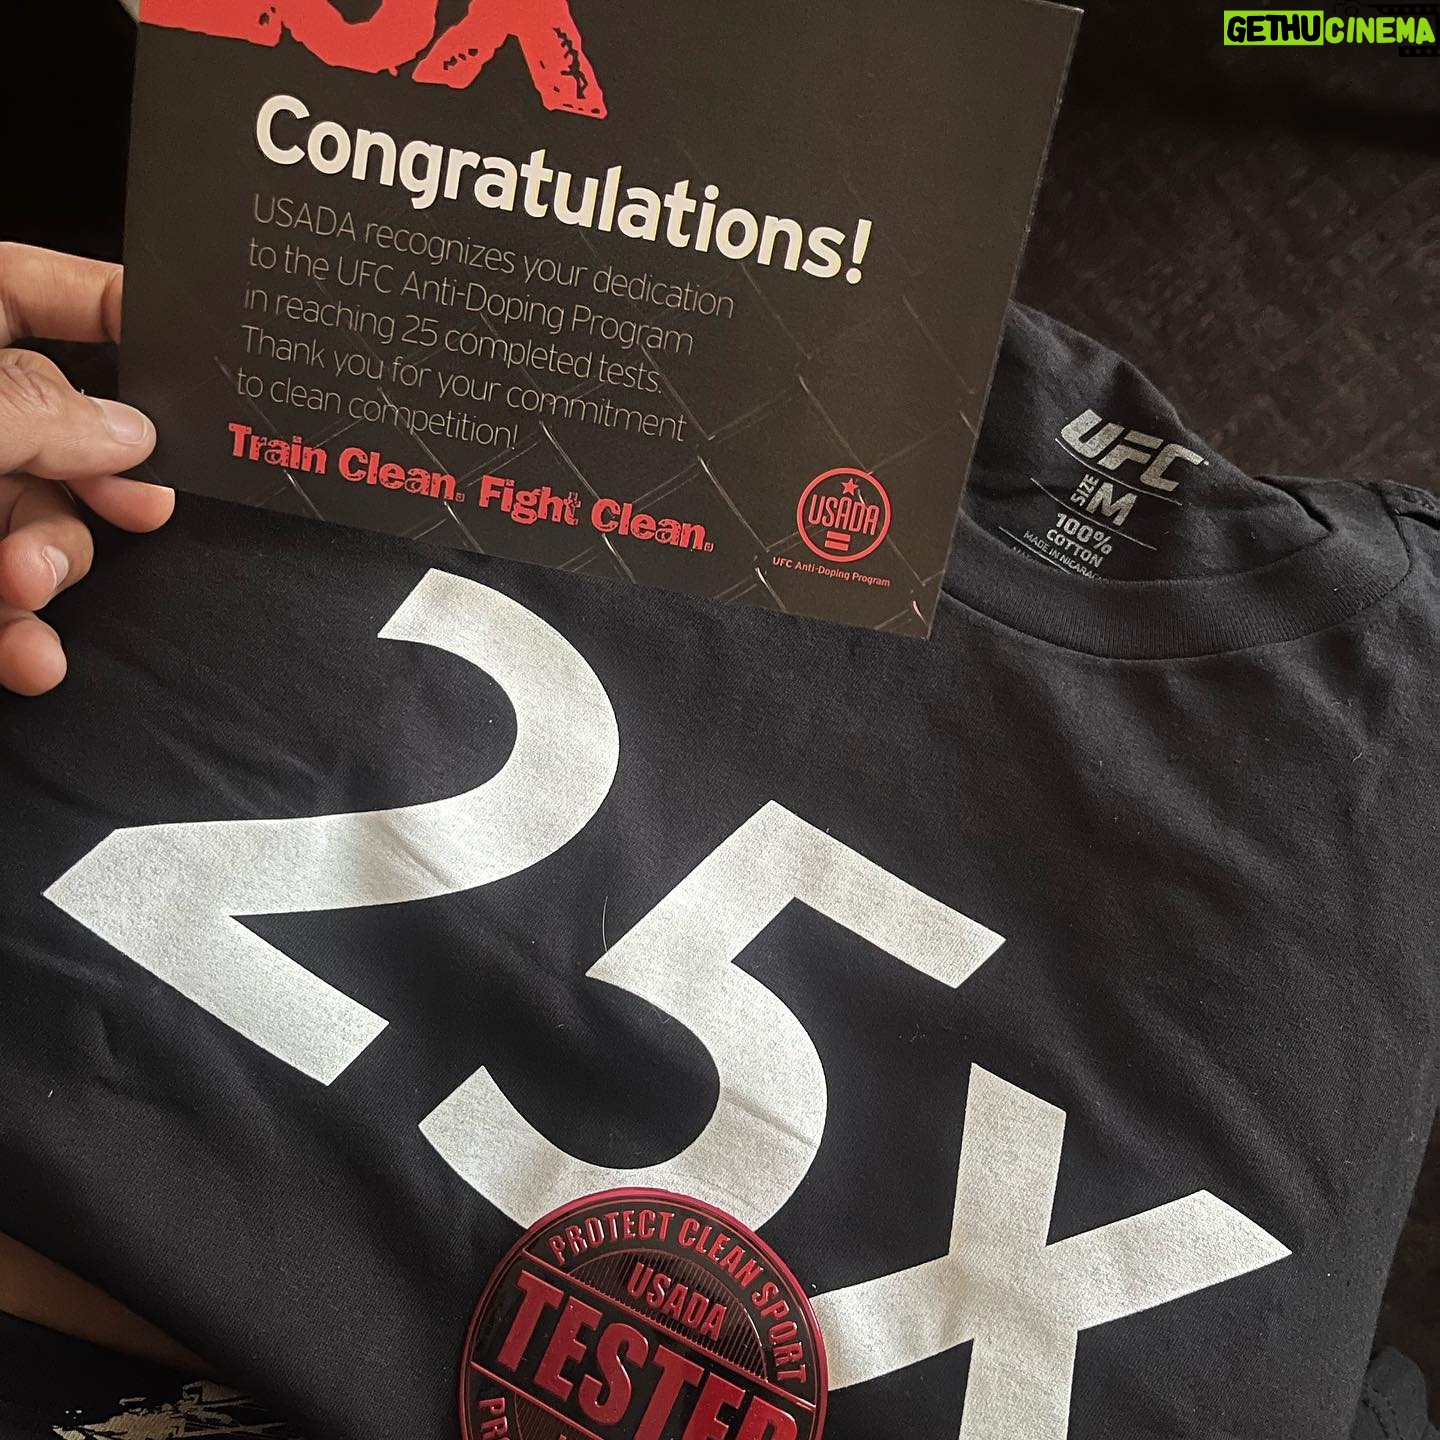 GETHUCINEMA
25X
Congratulations!
USADA recognizes your dedication
to the UFC Anti-Doping Program
in reaching 25 completed tests.
Thank you for your commitment
to clean competition!
Train Clean. Fight Clean.
USADA
UFC Anti-Doping Program
UFC
SIZE M
100%
COTTON
25X
PROTECT CLEAN SPORT
USADA
TESTED